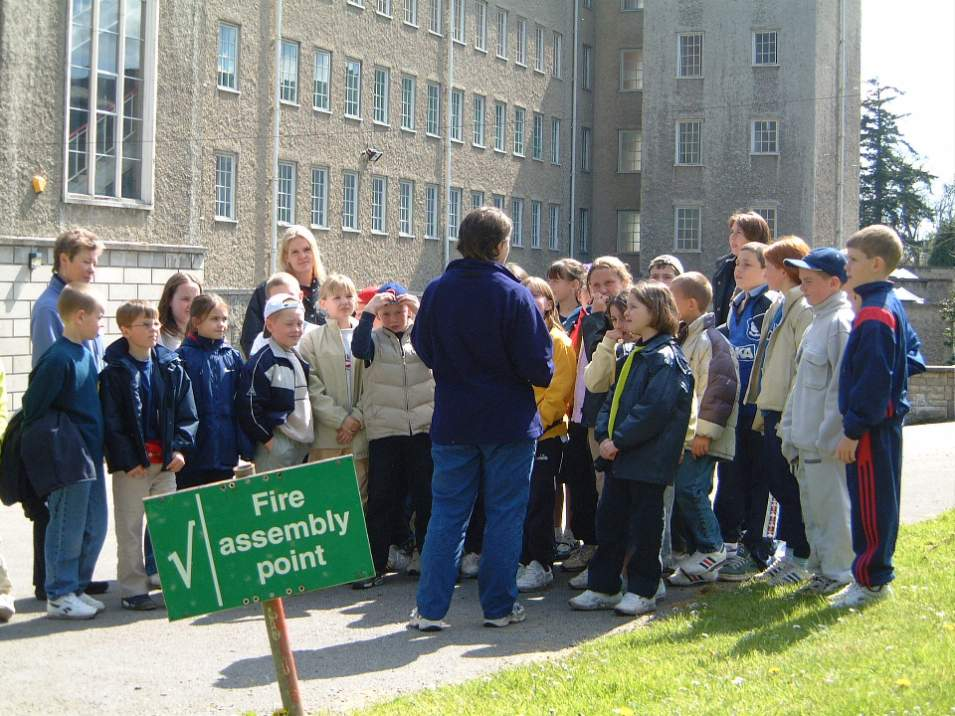 √ Fire
assembly
point